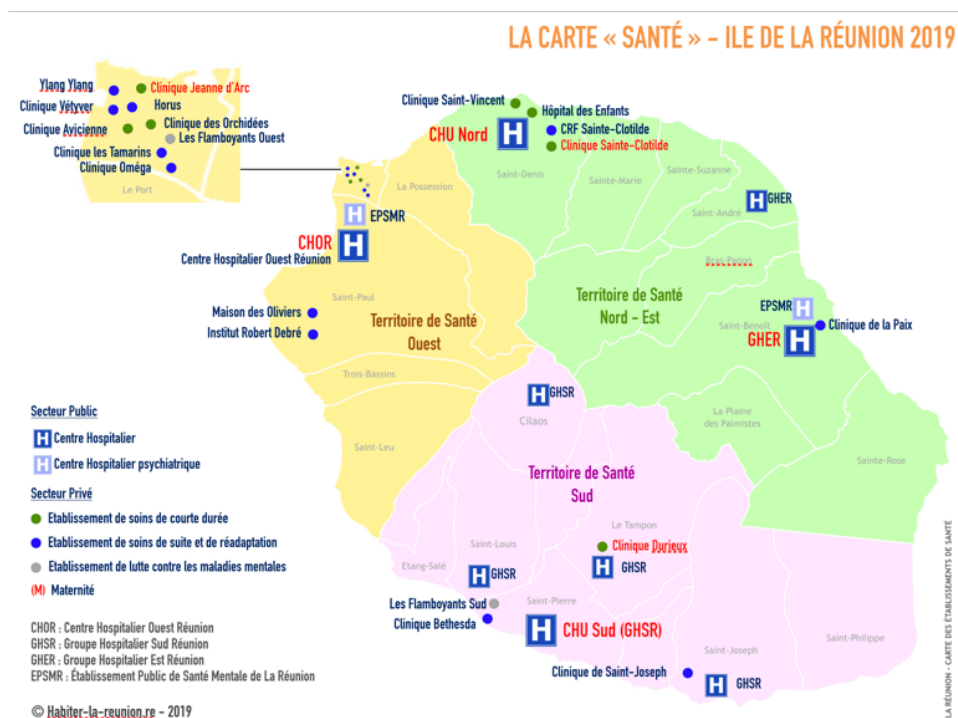 LA CARTE « SANTÉ » - ILE DE LA RÉUNION 2019
Ylang Ylang
Clinique Jeanne d'Arc
Clinique Vétyver
Horus
Clinique Avicienne
Clinique des Orchidées
Les Flamboyants Ouest
Clinique les Tamarins
Clinique Oméga
Le Port
Clinique Saint-Vincent
Hôpital des Enfants
CHU Nord
H
CRF Sainte-Clotilde
Clinique Sainte-Clotilde
Saint-Denis
Sainte-Marie
Sainte-Suzanne
La Possession
Saint-André
H
GHER
H
EPSMR
CHOR
H
Centre Hospitalier Ouest Réunion
Bras-Panon
Saint-Paul
Maison des Oliviers
Institut Robert Debré
Territoire de Santé
Ouest
Territoire de Santé
Nord - Est
EPSMR
H
Saint-Benoît
Clinique de la Paix
GHER
H
Trois-Bassins
Saint-Leu
H
GHSR
Cilaos
La Plaine
des Palmistes
Sainte-Rose
Territoire de Santé
Sud
Secteur Public
H
Centre Hospitalier
H
Centre Hospitalier psychiatrique
Secteur Privé
Etablissement de soins de courte durée
Etablissement de soins de suite et de réadaptation
Etablissement de lutte contre les maladies mentales
(M) Maternité
Le Tampon
Clinique Durieux
H
GHSR
Saint-Louis
Etang-Salé
H
GHSR
Les Flamboyants Sud
Clinique Bethesda
Saint-Pierre
H
CHU Sud (GHSR)
Saint-Joseph
Saint-Philippe
Clinique de Saint-Joseph
H
GHSR
CHOR : Centre Hospitalier Ouest Réunion
GHSR : Groupe Hospitalier Sud Réunion
GHER : Groupe Hospitalier Est Réunion
EPSMR : Établissement Public de Santé Mentale de La Réunion
© Habiter-la-reunion.re - 2019
LA RÉUNION - CARTE DES ÉTABLISSEMENTS DE SANTÉ